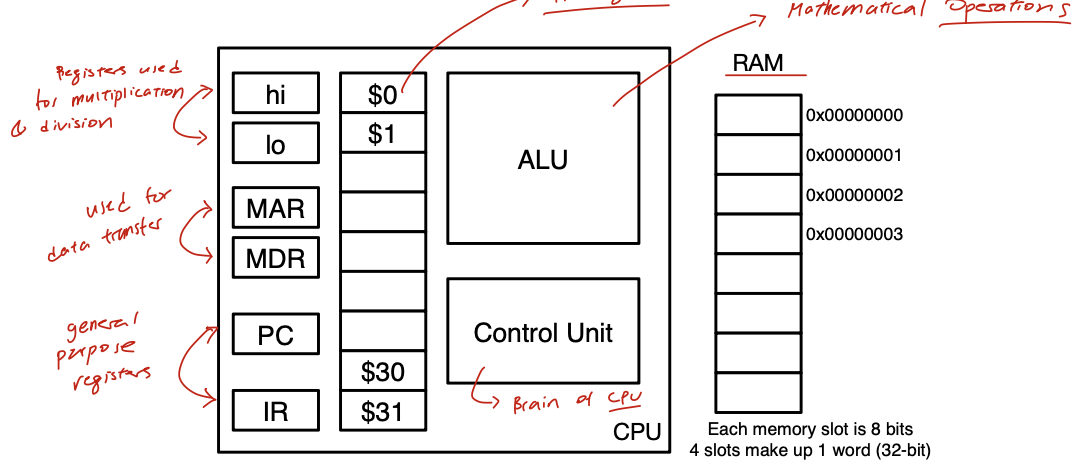 Mathematical Operations
RAM
Registers used
for multiplication
& division
hi
$0
lo
$1
ALU
0x00000000
0x00000001
0x00000002
0x00000003
used for
data transfer
MAR
MDR
general
purpose
registers
PC
Control Unit
$30
IR
$31
Brain of CPU
CPU
Each memory slot is 8 bits
4 slots make up 1 word (32-bit)